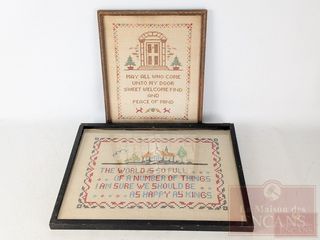 MAY ALL WHO COME
UNTO MY DOOR
SWEET WELCOME FIND
AND
PEACE OF MIND
THE WORLD IS SO FULL
OF A NUMBER OF THINGS
I AM SURE WE SHOULD BE
AS HAPPY AS KINGS
Maison des
ENCANS